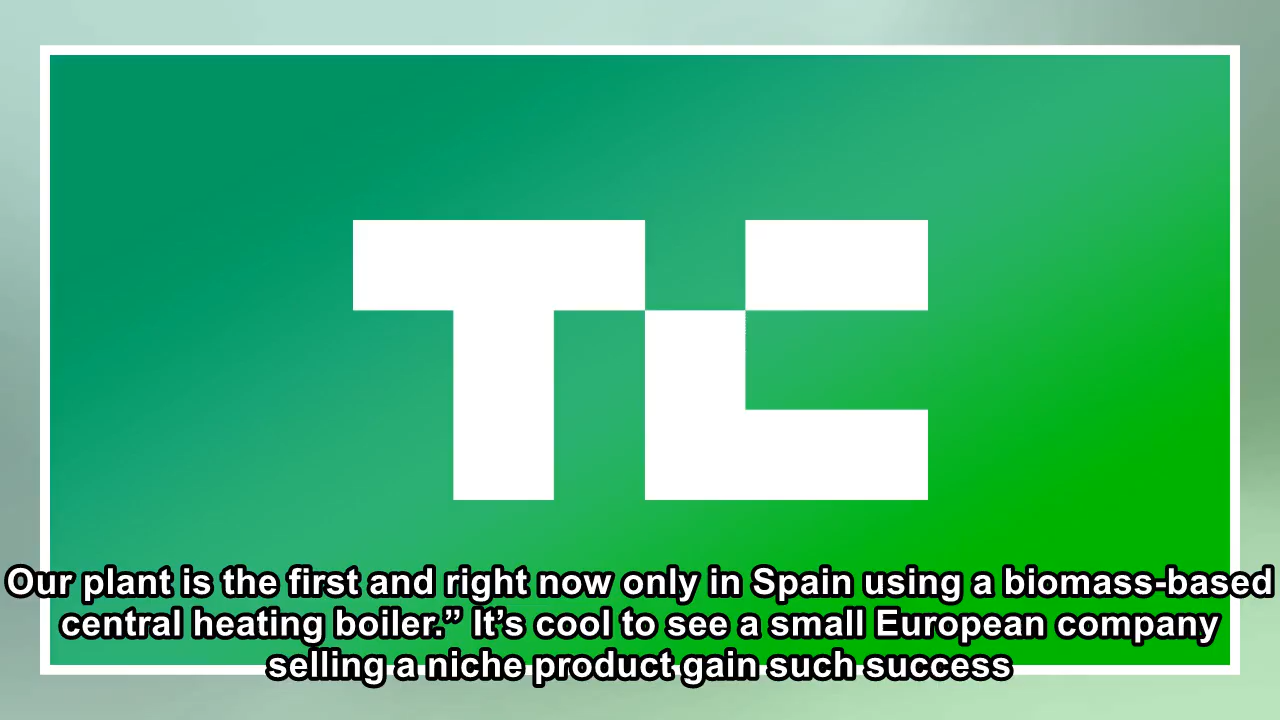 TC
Our plant is the first and right now only in Spain using a biomass-based
central heating boiler.” It’s cool to see a small European company
selling a niche product gain such success